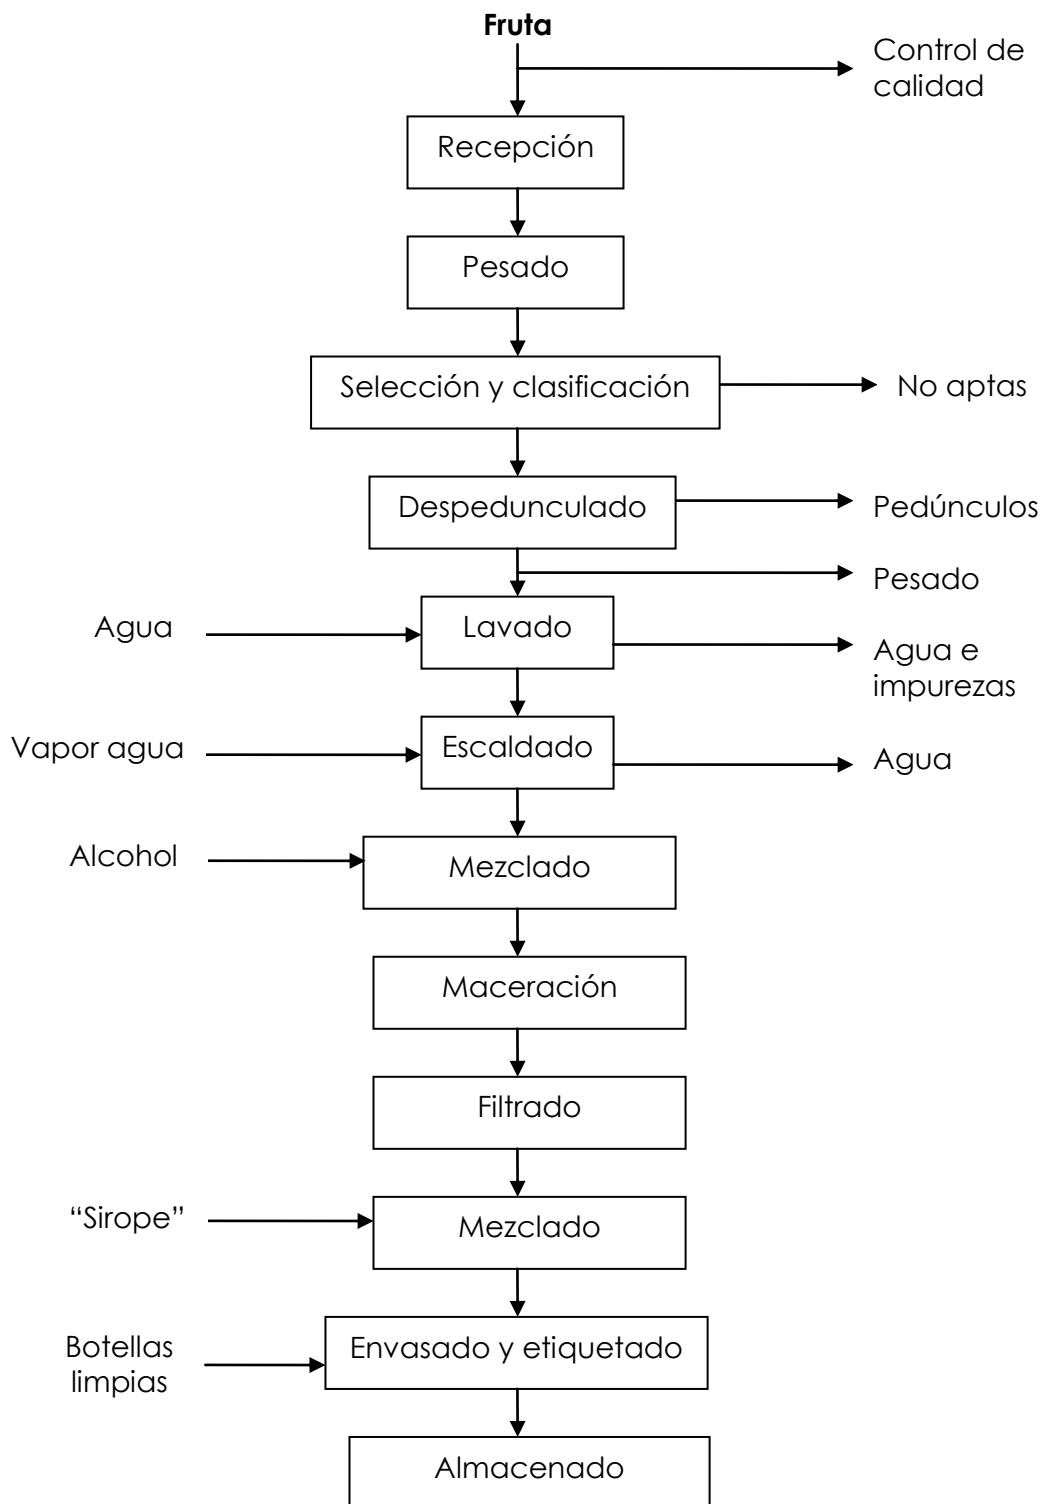 Fruta
Control de
calidad
Recepción
Pesado
Selección y clasificación
No aptas
Despedunculado
Pedúnculos
Pesado
Agua
Lavado
Agua e
impurezas
Vapor agua
Escaldado
Agua
Alcohol
Mezclado
Maceración
Filtrado
“Sirope”
Mezclado
Botellas
limpias
Envasado y etiquetado
Almacenado